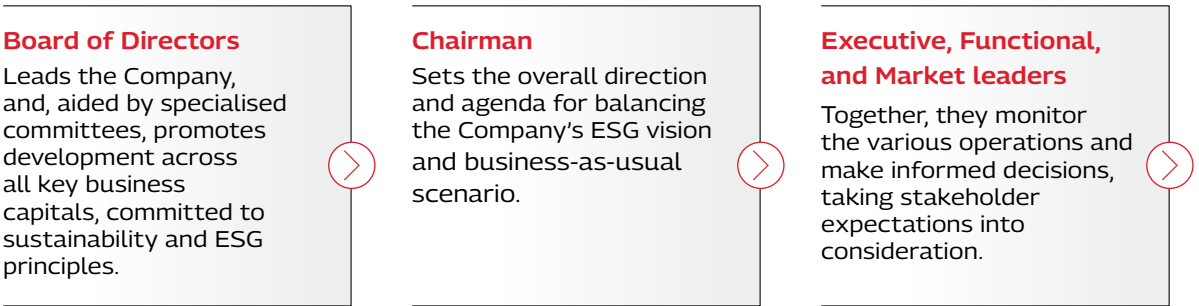 Board of Directors
Leads the Company,
and, aided by specialised
committees, promotes
development across
all key business
capitals, committed to
sustainability and ESG
principles.
Chairman
Sets the overall direction
and agenda for balancing
the Company’s ESG vision
and business-as-usual
scenario.
Executive, Functional,
and Market leaders
Together, they monitor
the various operations and
make informed decisions,
taking stakeholder
expectations into
consideration.